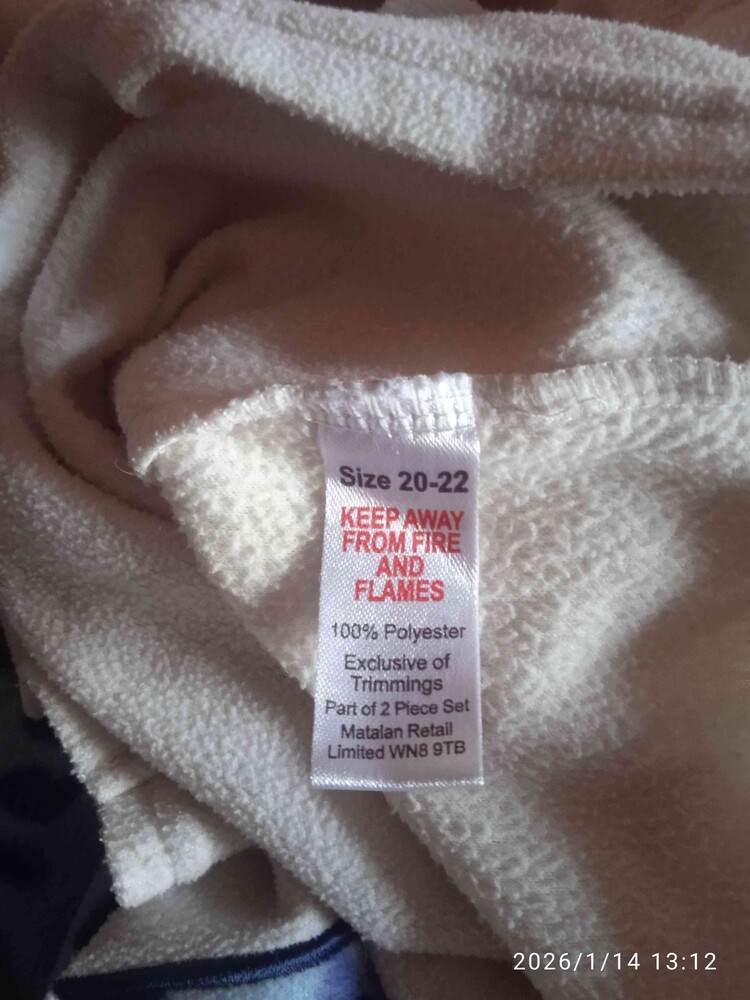 Size 20-22
KEEP AWAY
FROM FIRE
AND
FLAMES
100% Polyester
Exclusive of
Trimmings
Part of 2 Piece Set
Matalan Retail
Limited WN8 9TB
2026/1/14 13:12